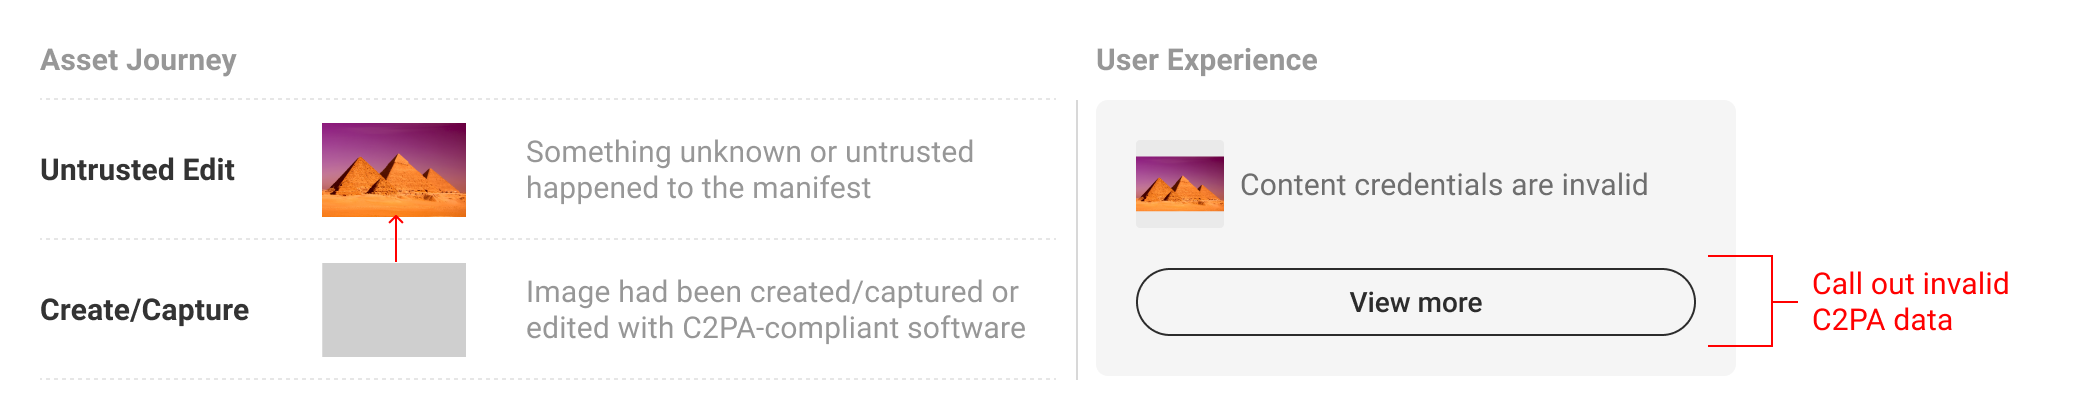 Asset Journey
User Experience
Untrusted Edit
Something unknown or untrusted
happened to the manifest
Create/Capture
Image had been created/captured or
edited with C2PA-compliant software
Content credentials are invalid
View more
Call out invalid
C2PA data